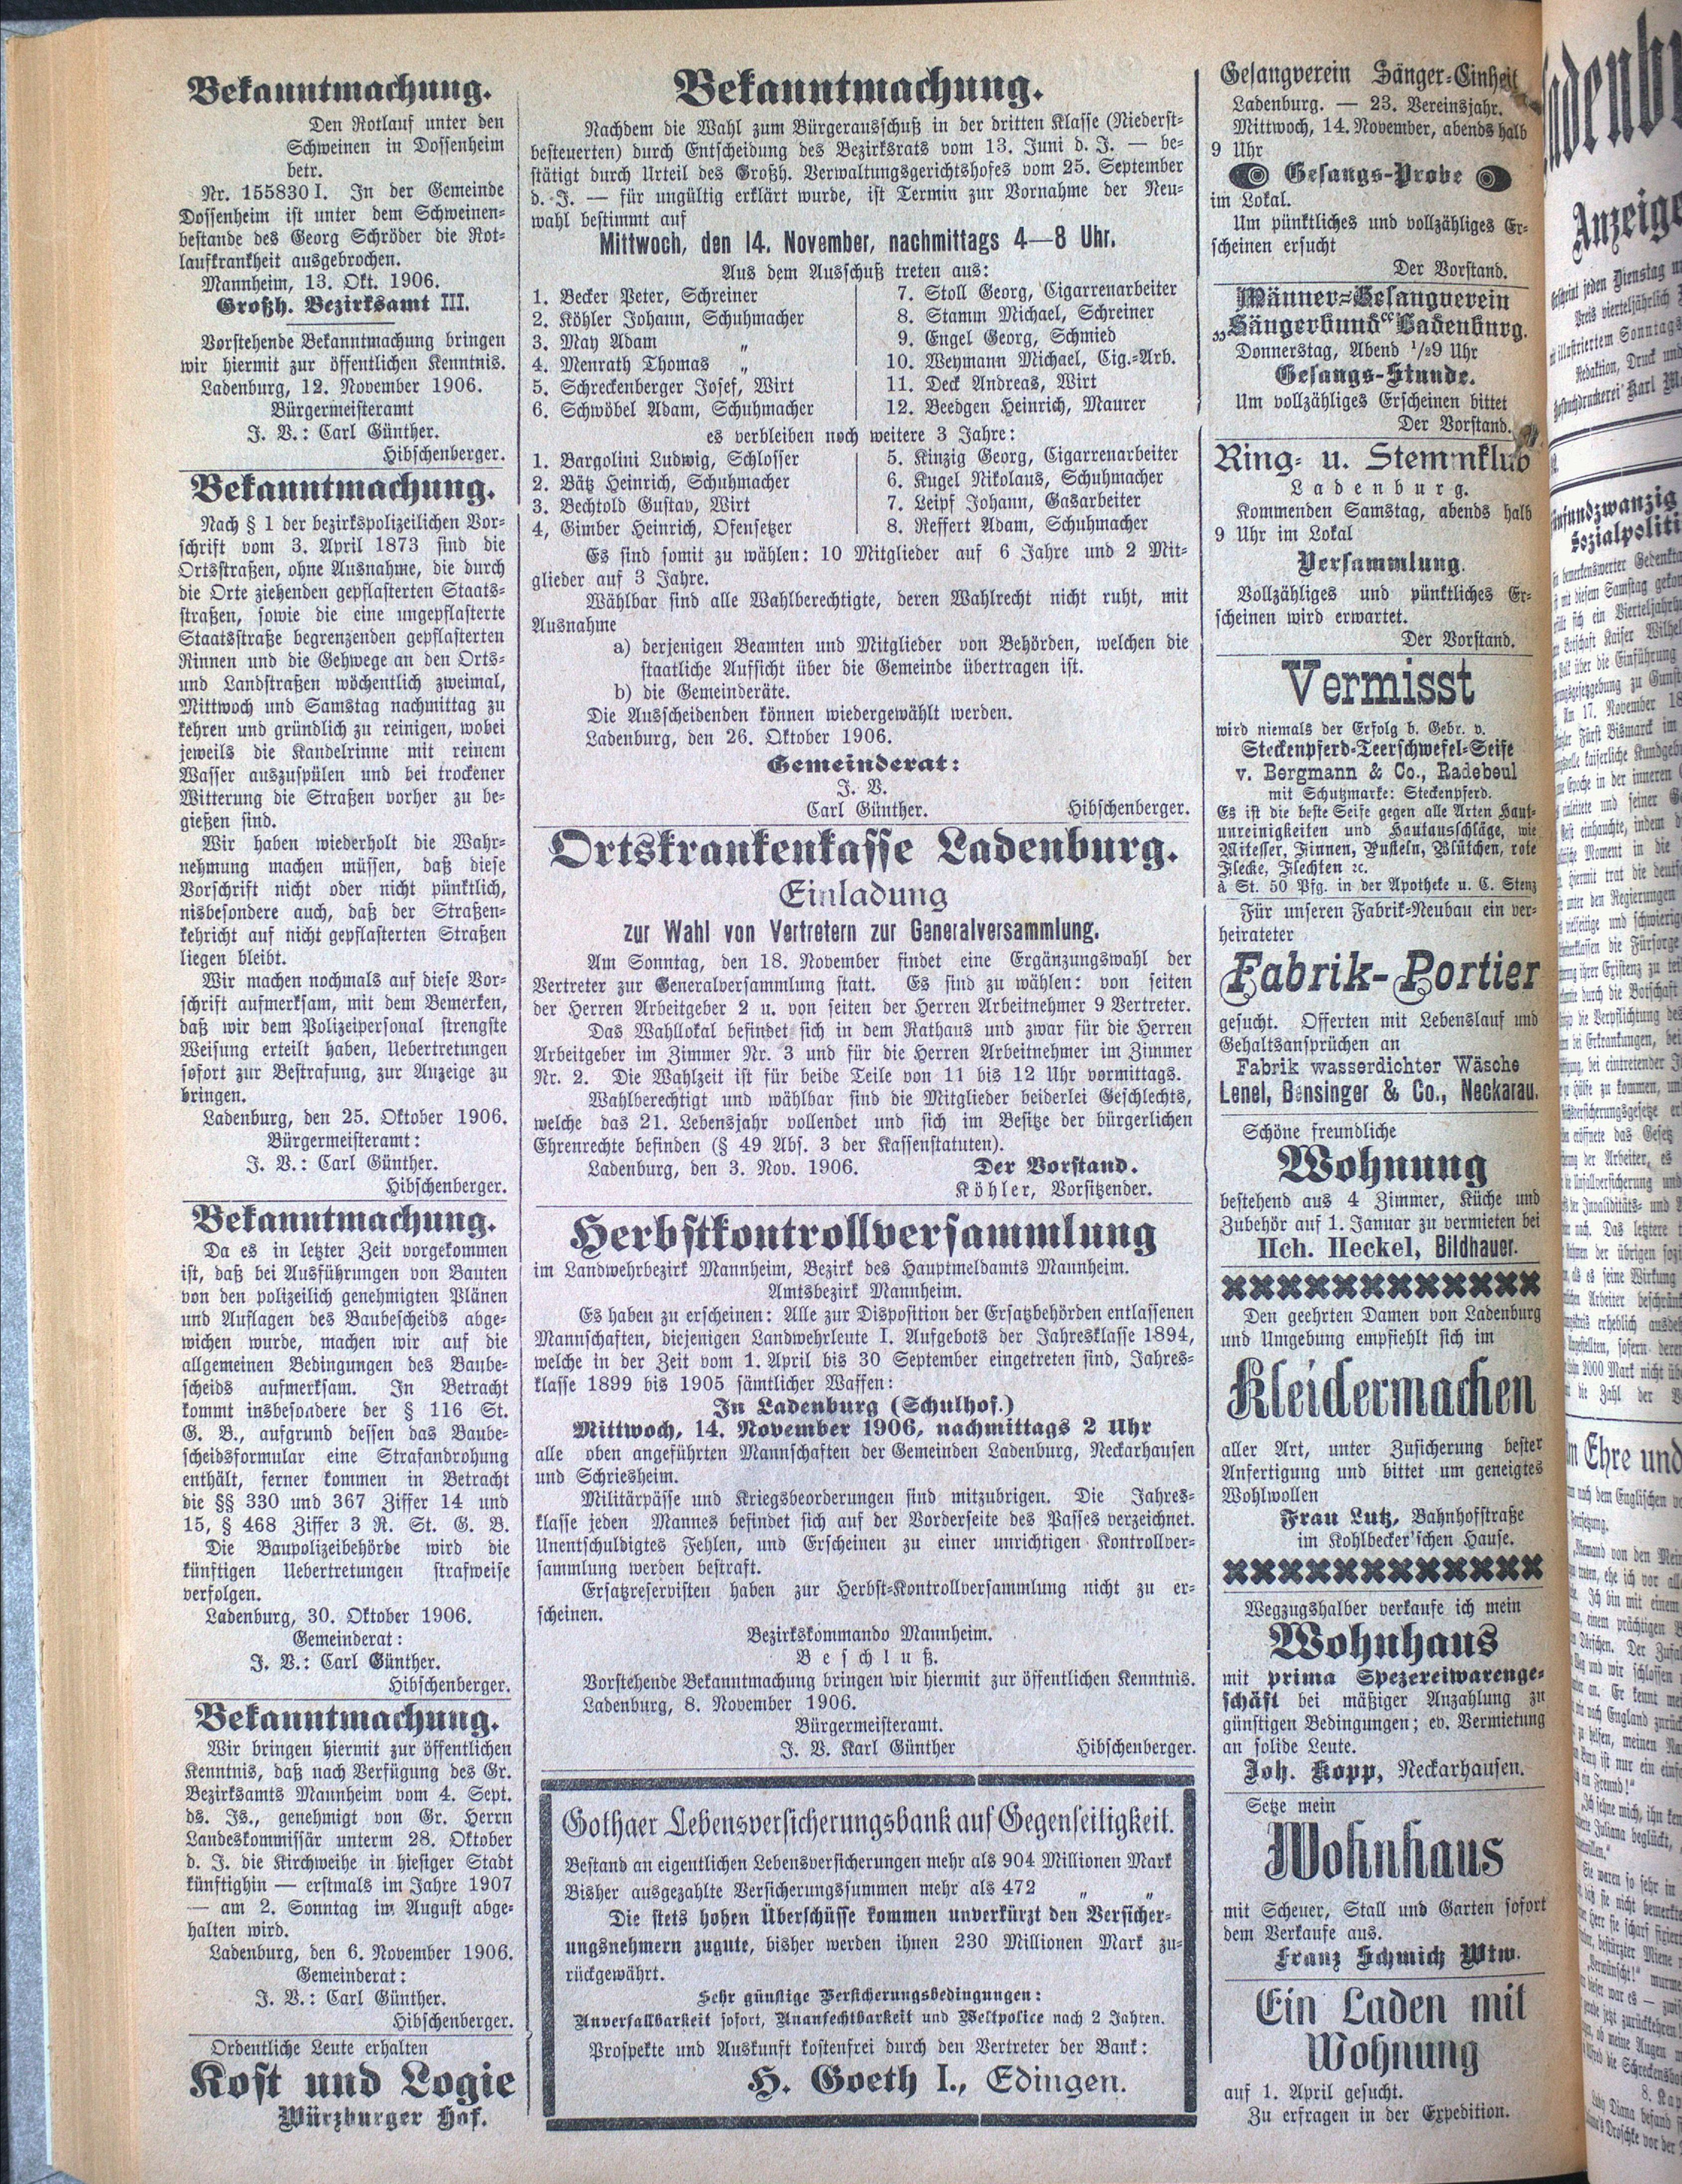 Bekanntmachung.
Den Rotlauf unter den
Schweinen in Dossenheim
betr.
Nr. 155830 I. In der Gemeinde
Dossenheim ist unter dem Schweinen-
bestande des Georg Schröder die Rot-
laufkrankheit ausgebrochen.
Mannheim, 13. Okt. 1906.
Großh. Bezirksamt III.
Vorstehende Bekanntmachung bringen
wir hiermit zur öffentlichen Kenntnis.
Ladenburg, 12. November 1906.
Bürgermeisteramt
J. V.: Carl Günther.
Hibschenberger.
Bekanntmachung.
Nach § 1 der bezirkspolizeilichen Vor-
schrift vom 3. April 1873 sind die
Ortsstraßen, ohne Ausnahme, die durch
die Orte ziehenden gepflasterten Staats-
straßen, sowie die eine ungepflasterte
Staatsstraße begrenzenden gepflasterten
Rinnen und die Gehwege an den Orts-
und Landstraßen wöchentlich zweimal,
Mittwoch und Samstag nachmittag zu
kehren und gründlich zu reinigen, wobei
jeweils die Kandelrinne mit reinem
Wasser auszuspülen und bei trockener
Witterung die Straßen vorher zu be-
gießen sind.
Wir haben wiederholt die Wahr-
nehmung machen müssen, daß diese
Vorschrift nicht oder nicht pünktlich,
nisbesondere auch, daß der Straßen-
kehricht auf nicht gepflasterten Straßen
liegen bleibt.
Wir machen nochmals auf diese Vor-
schrift aufmerksam, mit dem Bemerken,
daß wir dem Polizeipersonal strengste
Weisung erteilt haben, Uebertretungen
sofort zur Bestrafung, zur Anzeige zu
bringen.
Ladenburg, den 25. Oktober 1906.
Bürgermeisteramt:
J. V.: Carl Günther.
Hibschenberger.
Bekanntmachung.
Da es in letzter Zeit vorgekommen
ist, daß bei Ausführungen von Bauten
von den polizeilich genehmigten Plänen
und Auflagen des Baubescheids abge-
wichen wurde, machen wir auf die
allgemeinen Bedingungen des Baube-
scheids aufmerksam. In Betracht
kommt insbesondere der § 116 St.
G. B., aufgrund dessen das Baube-
scheidsformular eine Strafandrohung
enthält, ferner kommen in Betracht
die §§ 330 und 367 Ziffer 14 und
15, § 468 Ziffer 3 R. St. G. B.
Die Baupolizeibehörde wird die
künftigen Uebertretungen strafweise
verfolgen.
Ladenburg, 30. Oktober 1906.
Gemeinderat:
J. V.: Carl Günther.
Hibschenberger.
Bekanntmachung.
Wir bringen hiermit zur öffentlichen
Kenntnis, daß nach Verfügung des Gr.
Bezirksamts Mannheim vom 4. Sept.
ds. Js., genehmigt von Gr. Herrn
Landeskommissär unterm 28. Oktober
d. J. die Kirchweihe in hiesiger Stadt
künftighin — erstmals im Jahre 1907
— am 2. Sonntag im August abge-
halten wird.
Ladenburg, den 6. November 1906.
Gemeinderat:
J. V.: Carl Günther.
Hibschenberger.
Ordentliche Leute erhalten
Kost und Logie
Würzburger Hof.
Bekanntmachung.
Nachdem die Wahl zum Bürgerausschuß in der dritten Klasse (Niederst-
besteuerten) durch Entscheidung des Bezirksrats vom 13. Juni d. J. — be-
stätigt durch Urteil des Großh. Verwaltungsgerichtshofes vom 25. September
d. J. — für ungültig erklärt wurde, ist Termin zur Vornahme der Neu-
wahl bestimmt auf
Mittwoch, den 14. November, nachmittags 4—8 Uhr.
Aus dem Ausschuß treten aus:
1. Becker Peter, Schreiner
2. Köhler Johann, Schuhmacher
3. May Adam „
4. Menrath Thomas „
5. Schreckenberger Josef, Wirt
6. Schwöbel Adam, Schuhmacher
7. Stoll Georg, Cigarrenarbeiter
8. Stamm Michael, Schreiner
9. Engel Georg, Schmied
10. Weymann Michael, Cig.-Arb.
11. Deck Andreas, Wirt
12. Beedgen Heinrich, Maurer
es verbleiben noch weitere 3 Jahre:
1. Bargolini Ludwig, Schlosser
2. Bätz Heinrich, Schuhmacher
3. Bechtold Gustav, Wirt
4, Gimber Heinrich, Ofensetzer
5. Kinzig Georg, Cigarrenarbeiter
6. Kugel Nikolaus, Schuhmacher
7. Leipf Johann, Gasarbeiter
8. Reffert Adam, Schuhmacher
Es sind somit zu wählen: 10 Mitglieder auf 6 Jahre und 2 Mit-
glieder auf 3 Jahre.
Wählbar sind alle Wahlberechtigte, deren Wahlrecht nicht ruht, mit
Ausnahme
a) derjenigen Beamten und Mitglieder von Behörden, welchen die
staatliche Aufsicht über die Gemeinde übertragen ist.
b) die Gemeinderäte.
Die Ausscheidenden können wiedergewählt werden.
Ladenburg, den 26. Oktober 1906.
Gemeinderat:
J. V.
Carl Günther. Hibschenberger.
Ortskrankenkasse Ladenburg.
Einladung
zur Wahl von Vertretern zur Generalversammlung.
Am Sonntag, den 18. November findet eine Ergänzungswahl der
Vertreter zur Generalversammlung statt. Es sind zu wählen: von seiten
der Herren Arbeitgeber 2 u. von seiten der Herren Arbeitnehmer 9 Vertreter.
Das Wahllokal befindet sich in dem Rathaus und zwar für die Herren
Arbeitgeber im Zimmer Nr. 3 und für die Herren Arbeitnehmer im Zimmer
Nr. 2. Die Wahlzeit ist für beide Teile von 11 bis 12 Uhr vormittags.
Wahlberechtigt und wählbar sind die Mitglieder beiderlei Geschlechts,
welche das 21. Lebensjahr vollendet und sich im Besitze der bürgerlichen
Ehrenrechte befinden (§ 49 Abs. 3 der Kassenstatuten).
Ladenburg, den 3. Nov. 1906. Der Vorstand.
Köhler, Vorsitzender.
Herbstkontrollversammlung
im Landwehrbezirk Mannheim, Bezirk des Hauptmeldamts Mannheim.
Amtsbezirk Mannheim.
Es haben zu erscheinen: Alle zur Disposition der Ersatzbehörden entlassenen
Mannschaften, diejenigen Landwehrleute I. Aufgebots der Jahresklasse 1894,
welche in der Zeit vom 1. April bis 30 September eingetreten sind, Jahres-
klasse 1899 bis 1905 sämtlicher Waffen:
In Ladenburg (Schulhof.)
Mittwoch, 14. November 1906, nachmittags 2 Uhr
alle oben angeführten Mannschaften der Gemeinden Ladenburg, Neckarhausen
und Schriesheim.
Militärpässe und Kriegsbeorderungen sind mitzubrigen. Die Jahres-
klasse jeden Mannes befindet sich auf der Vorderseite des Passes verzeichnet.
Unentschuldigtes Fehlen, und Erscheinen zu einer unrichtigen Kontrollver-
sammlung werden bestraft.
Ersatzreservisten haben zur Herbst-Kontrollversammlung nicht zu er-
scheinen.
Bezirkskommando Mannheim.
Beschluß.
Vorstehende Bekanntmachung bringen wir hiermit zur öffentlichen Kenntnis.
Ladenburg, 8. November 1906.
Bürgermeisteramt.
J. V. Karl Günther Hibschenberger.
Gothaer Lebensversicherungsbank auf Gegenseitigkeit.
Bestand an eigentlichen Lebensversicherungen mehr als 904 Millionen Mark
Bisher ausgezahlte Versicherungssummen mehr als 472 „ „
Die stets hohen Überschüsse kommen unverkürzt den Versicher-
ungsnehmern zugute, bisher werden ihnen 230 Millionen Mark zu-
rückgewährt.
Sehr günstige Versicherungsbedingungen:
Unverfallbarkeit sofort, Unanfechtbarkeit und Weltpolice nach 2 Jahren.
Prospekte und Auskunft kostenfrei durch den Vertreter der Bank:
H. Goeth I., Edingen.
Gesangverein Sänger-Einheit
Ladenburg. — 23. Vereinsjahr.
Mittwoch, 14. November, abends halb
9 Uhr
Gesangs-Probe
im Lokal.
Um pünktliches und vollzähliges Er-
scheinen ersucht
Der Vorstand.
Männer-Gesangverein
„Sängerbund“ Ladenburg.
Donnerstag, Abend 1/29 Uhr
Gesangs-Stunde.
Um vollzähliges Erscheinen bittet
Der Vorstand.
Ring- u. Stemmklub
Ladenburg.
Kommenden Samstag, abends halb
9 Uhr im Lokal
Versammlung.
Vollzähliges und pünktliches Er-
scheinen wird erwartet.
Der Vorstand.
Vermisst
wird niemals der Erfolg b. Gebr. v.
Steckenpferd-Teerschwefel-Seife
v. Bergmann & Co., Radebeul
mit Schutzmarke: Steckenpferd.
Es ist die beste Seife gegen alle Arten Haut-
unreinigkeiten und Hautausschläge, wie
Mitesser, Finnen, Pusteln, Blütchen, rote
Flecke, Flechten ꝛc.
à St. 50 Pfg. in der Apotheke u. C. Stenz
Für unseren Fabrik-Neubau ein ver-
heirateter
Fabrik-Portier
gesucht. Offerten mit Lebenslauf und
Gehaltsansprüchen an
Fabrik wasserdichter Wäsche
Lenel, Bensinger & Co., Neckarau.
Schöne freundliche
Wohnung
bestehend aus 4 Zimmer, Küche und
Zubehör auf 1. Januar zu vermieten bei
Hch. Heckel, Bildhauer.
Den geehrten Damen von Ladenburg
und Umgebung empfiehlt sich im
Kleidermachen
aller Art, unter Zusicherung bester
Anfertigung und bittet um geneigtes
Wohlwollen
Frau Lutz, Bahnhofstraße
im Kohlbecker'schen Hause.
Wegzugshalber verkaufe ich mein
Wohnhaus
mit prima Spezereiwarenge-
schäft bei mäßiger Anzahlung zu
günstigen Bedingungen; ev. Vermietung
an solide Leute.
Joh. Kopp, Neckarhausen.
Setze mein
Wohnhaus
mit Scheuer, Stall und Garten sofort
dem Verkaufe aus.
Franz Schmich Wtw.
Ein Laden mit
Wohnung
auf 1. April gesucht.
Zu erfragen in der Expedition.